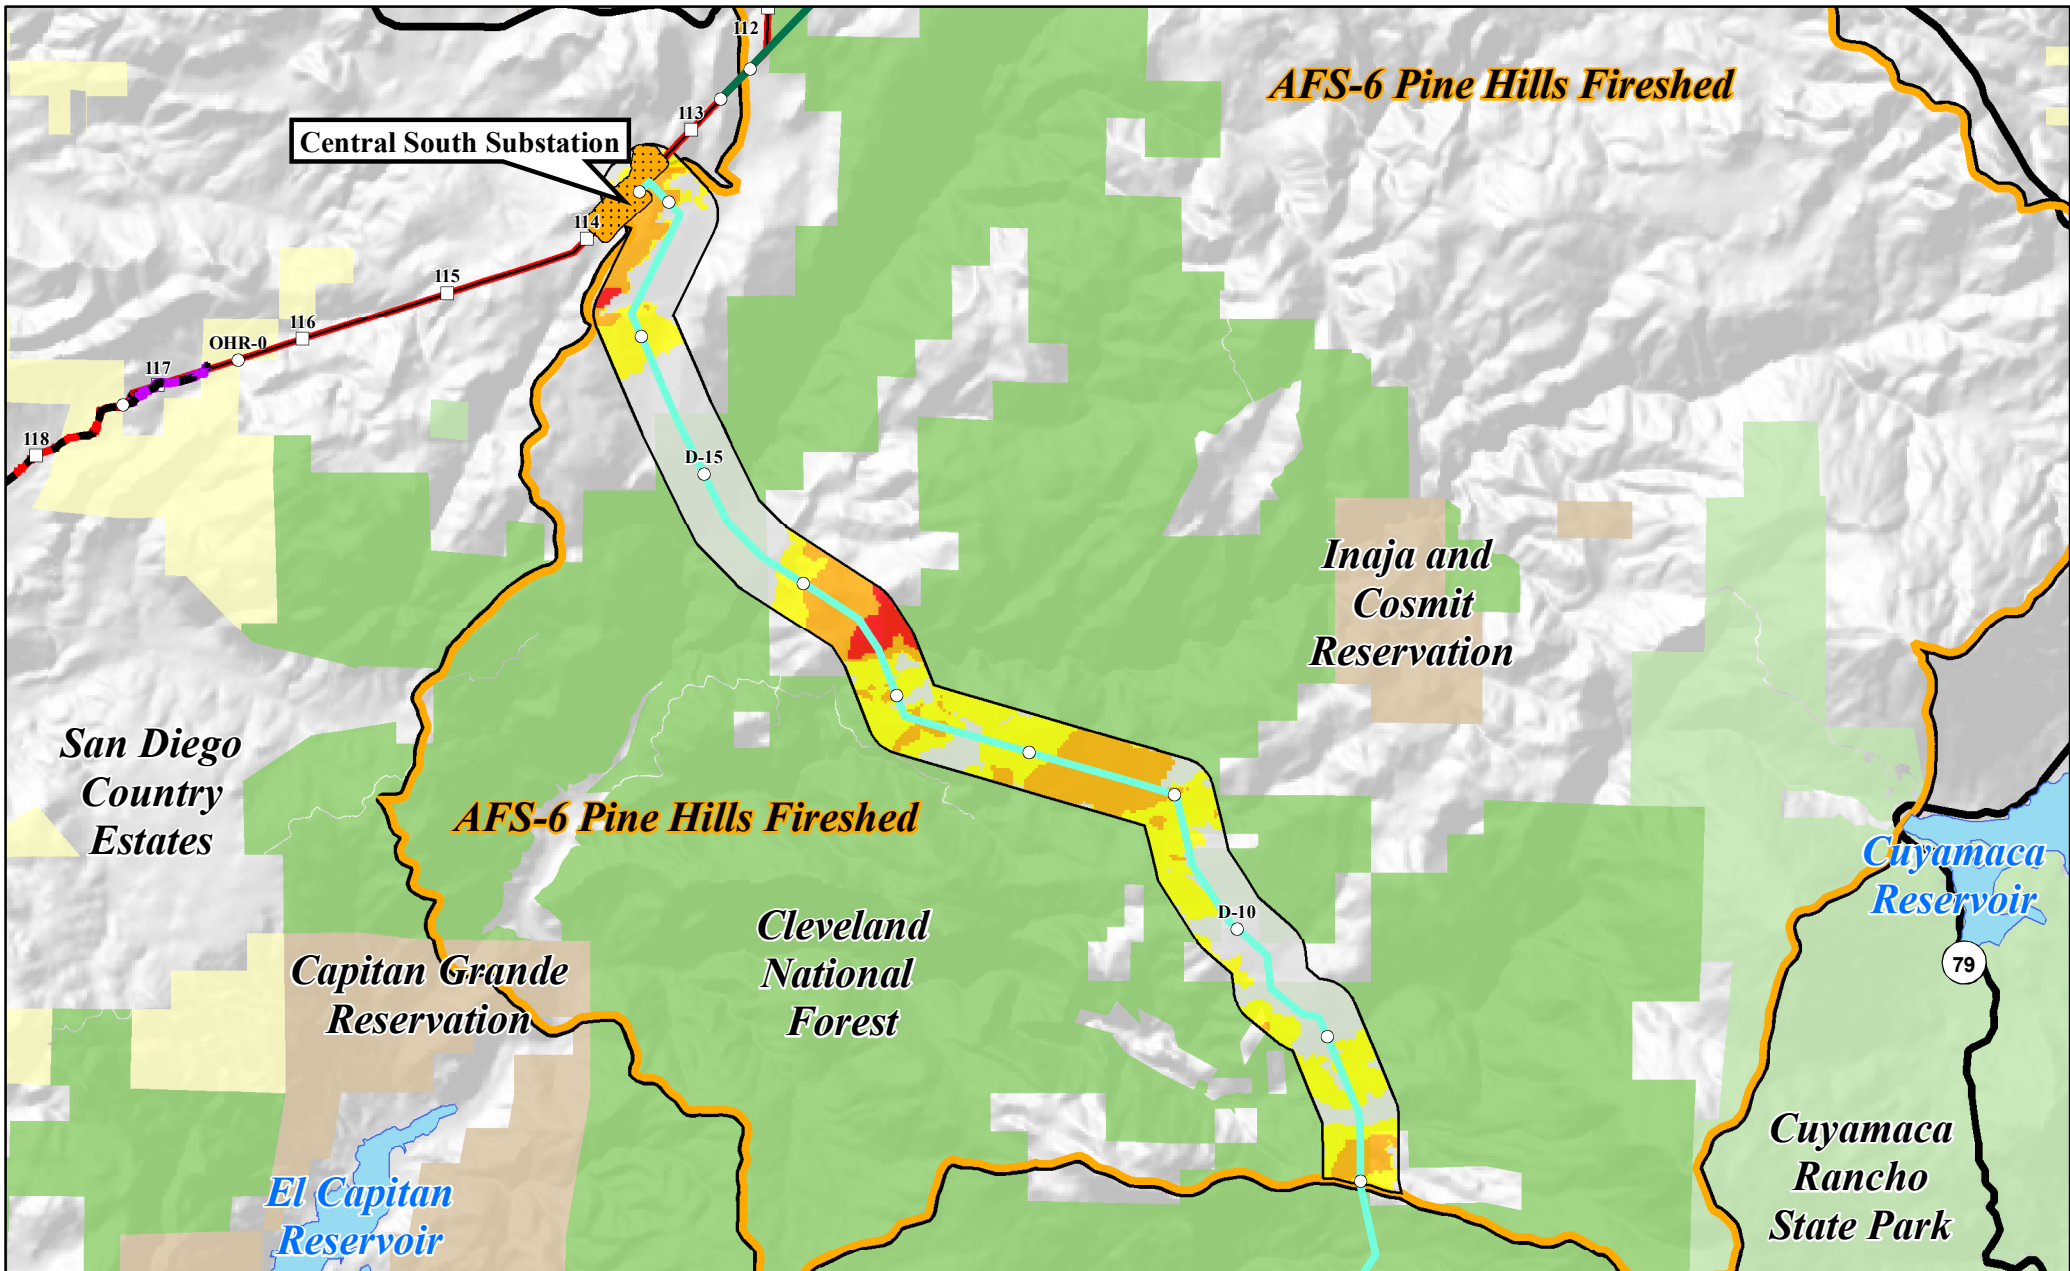 112
AFS-6 Pine Hills Fireshed
113
Central South Substation
114
115
116
OHR-0
117
118
D-15
Inaja and
Cosmit
Reservation
San Diego
Country
Estates
AFS-6 Pine Hills Fireshed
Cuyamaca
Reservoir
D-10
Cleveland
National
Forest
79
Capitan Grande
Reservation
Cuyamaca
Rancho
State Park
El Capitan
Reservoir